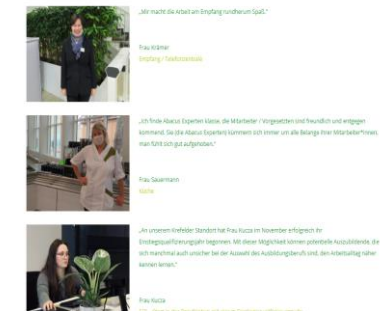 „Mir macht die Arbeit am Empfang rundherum Spaß."
Frau Krämer
Empfang / Telefonzentrale
„Ich finde Abacus Experten klasse, die Mitarbeiter / Vorgesetzten sind freundlich und entgegen
kommend. Sie (die Abacus Experten) kümmern sich immer um alle Belange ihrer Mitarbeiter*innen,
man fühlt sich gut aufgehoben."
Frau Sauermann
Küche
„An unserem Krefelder Standort hat Frau Kucza im November erfolgreich ihr
Einstiegsqualifizierungsjahr begonnen. Mit dieser Möglichkeit können potentielle Auszubildende, die
sich manchmal auch unsicher bei der Auswahl des Ausbildungsberufs sind, den Arbeitsalltag näher
kennen lernen."
Frau Kucza